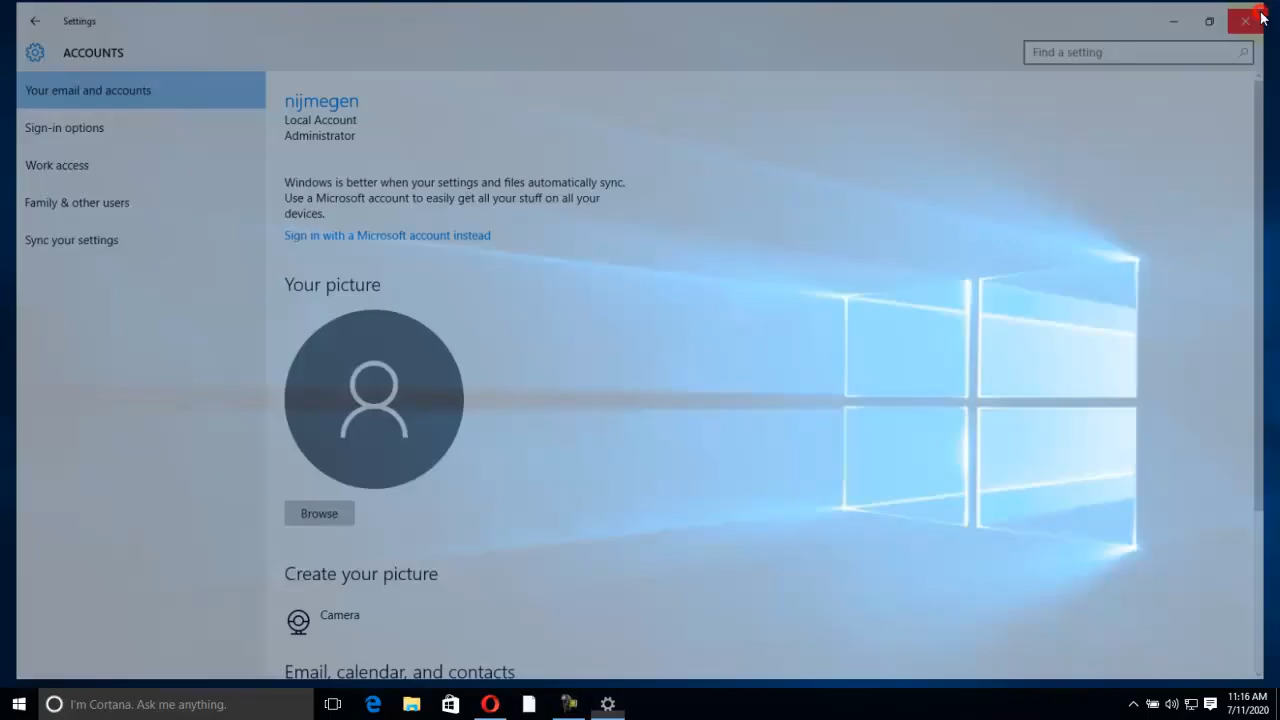 Settings
ACCOUNTS
Find a setting
Your email and accounts
Sign-in options
Work access
Family & other users
Sync your settings
nijmegen
Local Account
Administrator
Windows is better when your settings and files automatically sync.
Use a Microsoft account to easily get all your stuff on all your
devices.
Sign in with a Microsoft account instead
Your picture
Browse
Create your picture
Camera
Email, calendar, and contacts
I'm Cortana. Ask me anything.
11:16 AM
7/11/2020